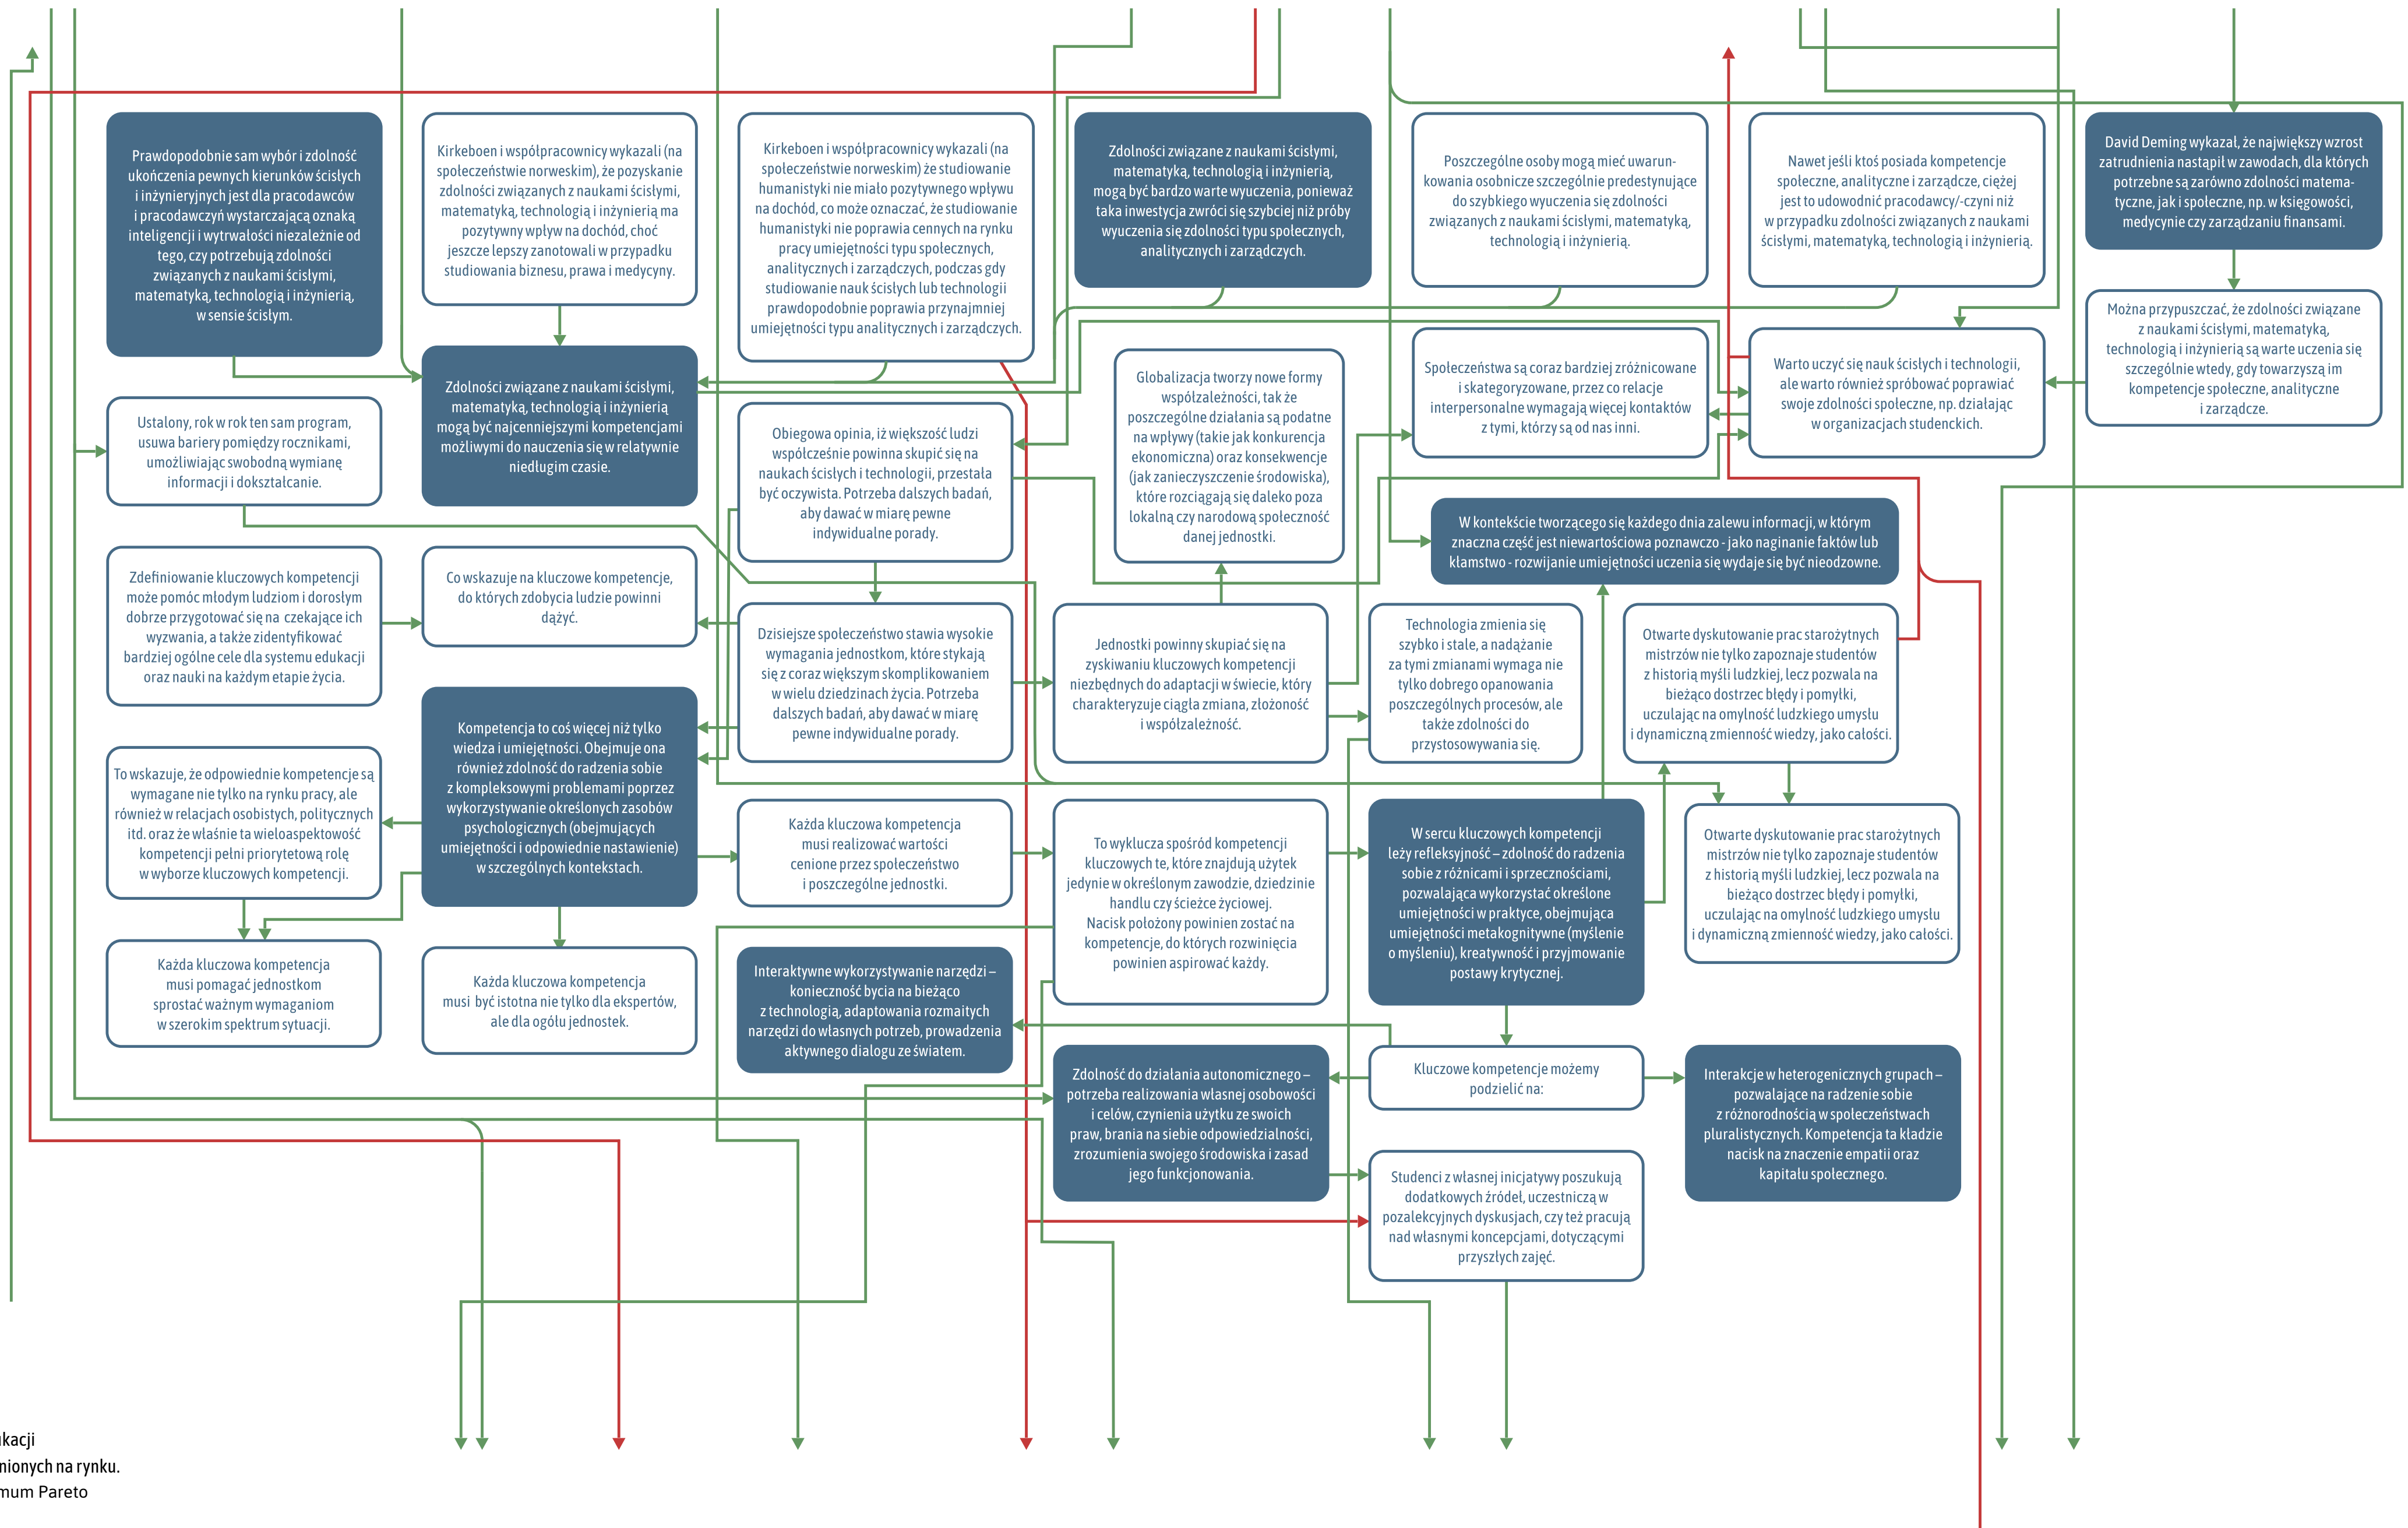 Prawdopodobnie sam wybór i zdolność
ukończenia pewnych kierunków ścisłych
i inżynieryjnych jest dla pracodawców
i pracodawczyń wystarczającą oznaką
inteligencji i wytrwałości niezależnie od
tego, czy potrzebują zdolności
związanych z naukami ścisłymi,
matematyką, technologią i inżynierią,
w sensie ścisłym.
Kirkeboen i współpracownicy wykazali (na
społeczeństwie norweskim), że pozyskanie
zdolności związanych z naukami ścisłymi,
matematyką, technologią i inżynierią ma
pozytywny wpływ na dochód, choć
jeszcze lepszy zanotowali w przypadku
studiowania biznesu, prawa i medycyny.
Kirkeboen i współpracownicy wykazali (na
społeczeństwie norweskim) że studiowanie
humanistyki nie miało pozytywnego wpływu
na dochód, co może oznaczać, że studiowanie
humanistyki nie poprawia cennych na rynku
pracy umiejętności typu społecznych,
analitycznych i zarządczych, podczas gdy
studiowanie nauk ścisłych lub technologii
prawdopodobnie poprawia przynajmniej
umiejętności typu analitycznych i zarządczych.
Zdolności związane z naukami ścisłymi,
matematyką, technologią i inżynierią,
mogą być bardzo warte wyuczenia, ponieważ
taka inwestycja zwróci się szybciej niż próby
wyuczenia się zdolności typu społecznych,
analitycznych i zarządczych.
Poszczególne osoby mogą mieć uwarun-
kowania osobnicze szczególnie predestynujące
do szybkiego wyuczenia się zdolności
związanych z naukami ścisłymi, matematyką,
technologią i inżynierią.
Nawet jeśli ktoś posiada kompetencje
społeczne, analityczne i zarządcze, ciężej
jest to udowodnić pracodawcy/-czyni niż
w przypadku zdolności związanych z naukami
ścisłymi, matematyką, technologią i inżynierią.
David Deming wykazał, że największy wzrost
zatrudnienia nastąpił w zawodach, dla których
potrzebne są zarówno zdolności matema-
tyczne, jak i społeczne, np. w księgowości,
medycynie czy zarządzaniu finansami.
Można przypuszczać, że zdolności związane
z naukami ścisłymi, matematyką,
technologią i inżynierią są warte uczenia się
szczególnie wtedy, gdy towarzyszą im
kompetencje społeczne, analityczne
i zarządcze.
Zdolności związane z naukami ścisłymi,
matematyką, technologią i inżynierią
mogą być najcenniejszymi kompetencjami
możliwymi do nauczenia się w relatywnie
niedługim czasie.
Globalizacja tworzy nowe formy
współzależności, tak że
poszczególne działania są podatne
na wpływy (takie jak konkurencja
ekonomiczna) oraz konsekwencje
(jak zanieczyszczenie środowiska),
które rozciągają się daleko poza
lokalną czy narodową społeczność
danej jednostki.
Społeczeństwa są coraz bardziej zróżnicowane
i skategoryzowane, przez co relacje
interpersonalne wymagają więcej kontaktów
z tymi, którzy są od nas inni.
Warto uczyć się nauk ścisłych i technologii,
ale warto również spróbować poprawiać
swoje zdolności społeczne, np. działając
w organizacjach studenckich.
Ustalony, rok w rok ten sam program,
usuwa bariery pomiędzy rocznikami,
umożliwiając swobodną wymianę
informacji i dokształcanie.
Obiegowa opinia, iż większość ludzi
współcześnie powinna skupić się na
naukach ścisłych i technologii, przestała
być oczywista. Potrzeba dalszych badań,
aby dawać w miarę pewne
indywidualne porady.
W kontekście tworzącego się każdego dnia zalewu informacji, w którym
znaczna część jest niewartościowa poznawczo - jako naginanie faktów lub
kłamstwo - rozwijanie umiejętności uczenia się wydaje się być nieodzowne.
Zdefiniowanie kluczowych kompetencji
może pomóc młodym ludziom i dorosłym
dobrze przygotować się na czekające ich
wyzwania, a także zidentyfikować
bardziej ogólne cele dla systemu edukacji
oraz nauki na każdym etapie życia.
Co wskazuje na kluczowe kompetencje,
do których zdobycia ludzie powinni
dążyć.
Dzisiejsze społeczeństwo stawia wysokie
wymagania jednostkom, które stykają
się z coraz większym skomplikowaniem
w wielu dziedzinach życia. Potrzeba
dalszych badań, aby dawać w miarę
pewne indywidualne porady.
Jednostki powinny skupiać się na
zyskiwaniu kluczowych kompetencji
niezbędnych do adaptacji w świecie, który
charakteryzuje ciągła zmiana, złożoność
i współzależność.
Technologia zmienia się
szybko i stale, a nadążanie
za tymi zmianami wymaga nie
tylko dobrego opanowania
poszczególnych procesów, ale
także zdolności do
przystosowywania się.
Otwarte dyskutowanie prac starożytnych
mistrzów nie tylko zapoznaje studentów
z historią myśli ludzkiej, lecz pozwala na
bieżąco dostrzec błędy i pomyłki,
uczulając na omylność ludzkiego umysłu
i dynamiczną zmienność wiedzy, jako całości.
Kompetencja to coś więcej niż tylko
wiedza i umiejętności. Obejmuje ona
również zdolność do radzenia sobie
z kompleksowymi problemami poprzez
wykorzystywanie określonych zasobów
psychologicznych (obejmujących
umiejętności i odpowiednie nastawienie)
w szczególnych kontekstach.
To wskazuje, że odpowiednie kompetencje są
wymagane nie tylko na rynku pracy, ale
również w relacjach osobistych, politycznych
itd. oraz że właśnie ta wieloaspektowość
kompetencji pełni priorytetową rolę
w wyborze kluczowych kompetencji.
Każda kluczowa kompetencja
musi realizować wartości
cenione przez społeczeństwo
i poszczególne jednostki.
To wyklucza spośród kompetencji
kluczowych te, które znajdują użytek
jedynie w określonym zawodzie, dziedzinie
handlu czy ścieżce życiowej.
Nacisk położony powinien zostać na
kompetencje, do których rozwinięcia
powinien aspirować każdy.
W sercu kluczowych kompetencji
leży refleksyjność – zdolność do radzenia
sobie z różnicami i sprzecznościami,
pozwalająca wykorzystać określone
umiejętności w praktyce, obejmująca
umiejętności metakognitywne (myślenie
o myśleniu), kreatywność i przyjmowanie
postawy krytycznej.
Otwarte dyskutowanie prac starożytnych
mistrzów nie tylko zapoznaje studentów
z historią myśli ludzkiej, lecz pozwala na
bieżąco dostrzec błędy i pomyłki,
uczulając na omylność ludzkiego umysłu
i dynamiczną zmienność wiedzy, jako całości.
Każda kluczowa kompetencja
musi pomagać jednostkom
sprostać ważnym wymaganiom
w szerokim spektrum sytuacji.
Każda kluczowa kompetencja
musi być istotna nie tylko dla ekspertów,
ale dla ogółu jednostek.
Interaktywne wykorzystywanie narzędzi –
konieczność bycia na bieżąco
z technologią, adaptowania rozmaitych
narzędzi do własnych potrzeb, prowadzenia
aktywnego dialogu ze światem.
Zdolność do działania autonomicznego –
potrzeba realizowania własnej osobowości
i celów, czynienia użytku ze swoich
praw, brania na siebie odpowiedzialności,
zrozumienia swojego środowiska i zasad
jego funkcjonowania.
Kluczowe kompetencje możemy
podzielić na:
Interakcje w heterogenicznych grupach –
pozwalające na radzenie sobie
z różnorodnością w społeczeństwach
pluralistycznych. Kompetencja ta kładzie
nacisk na znaczenie empatii oraz
kapitału społecznego.
Studenci z własnej inicjatywy poszukują
dodatkowych źródeł, uczestniczą w
pozalekcyjnych dyskusjach, czy też pracują
nad własnymi koncepcjami, dotyczącymi
przyszłych zajęć.
ukacji
nionych na rynku.
mum Pareto